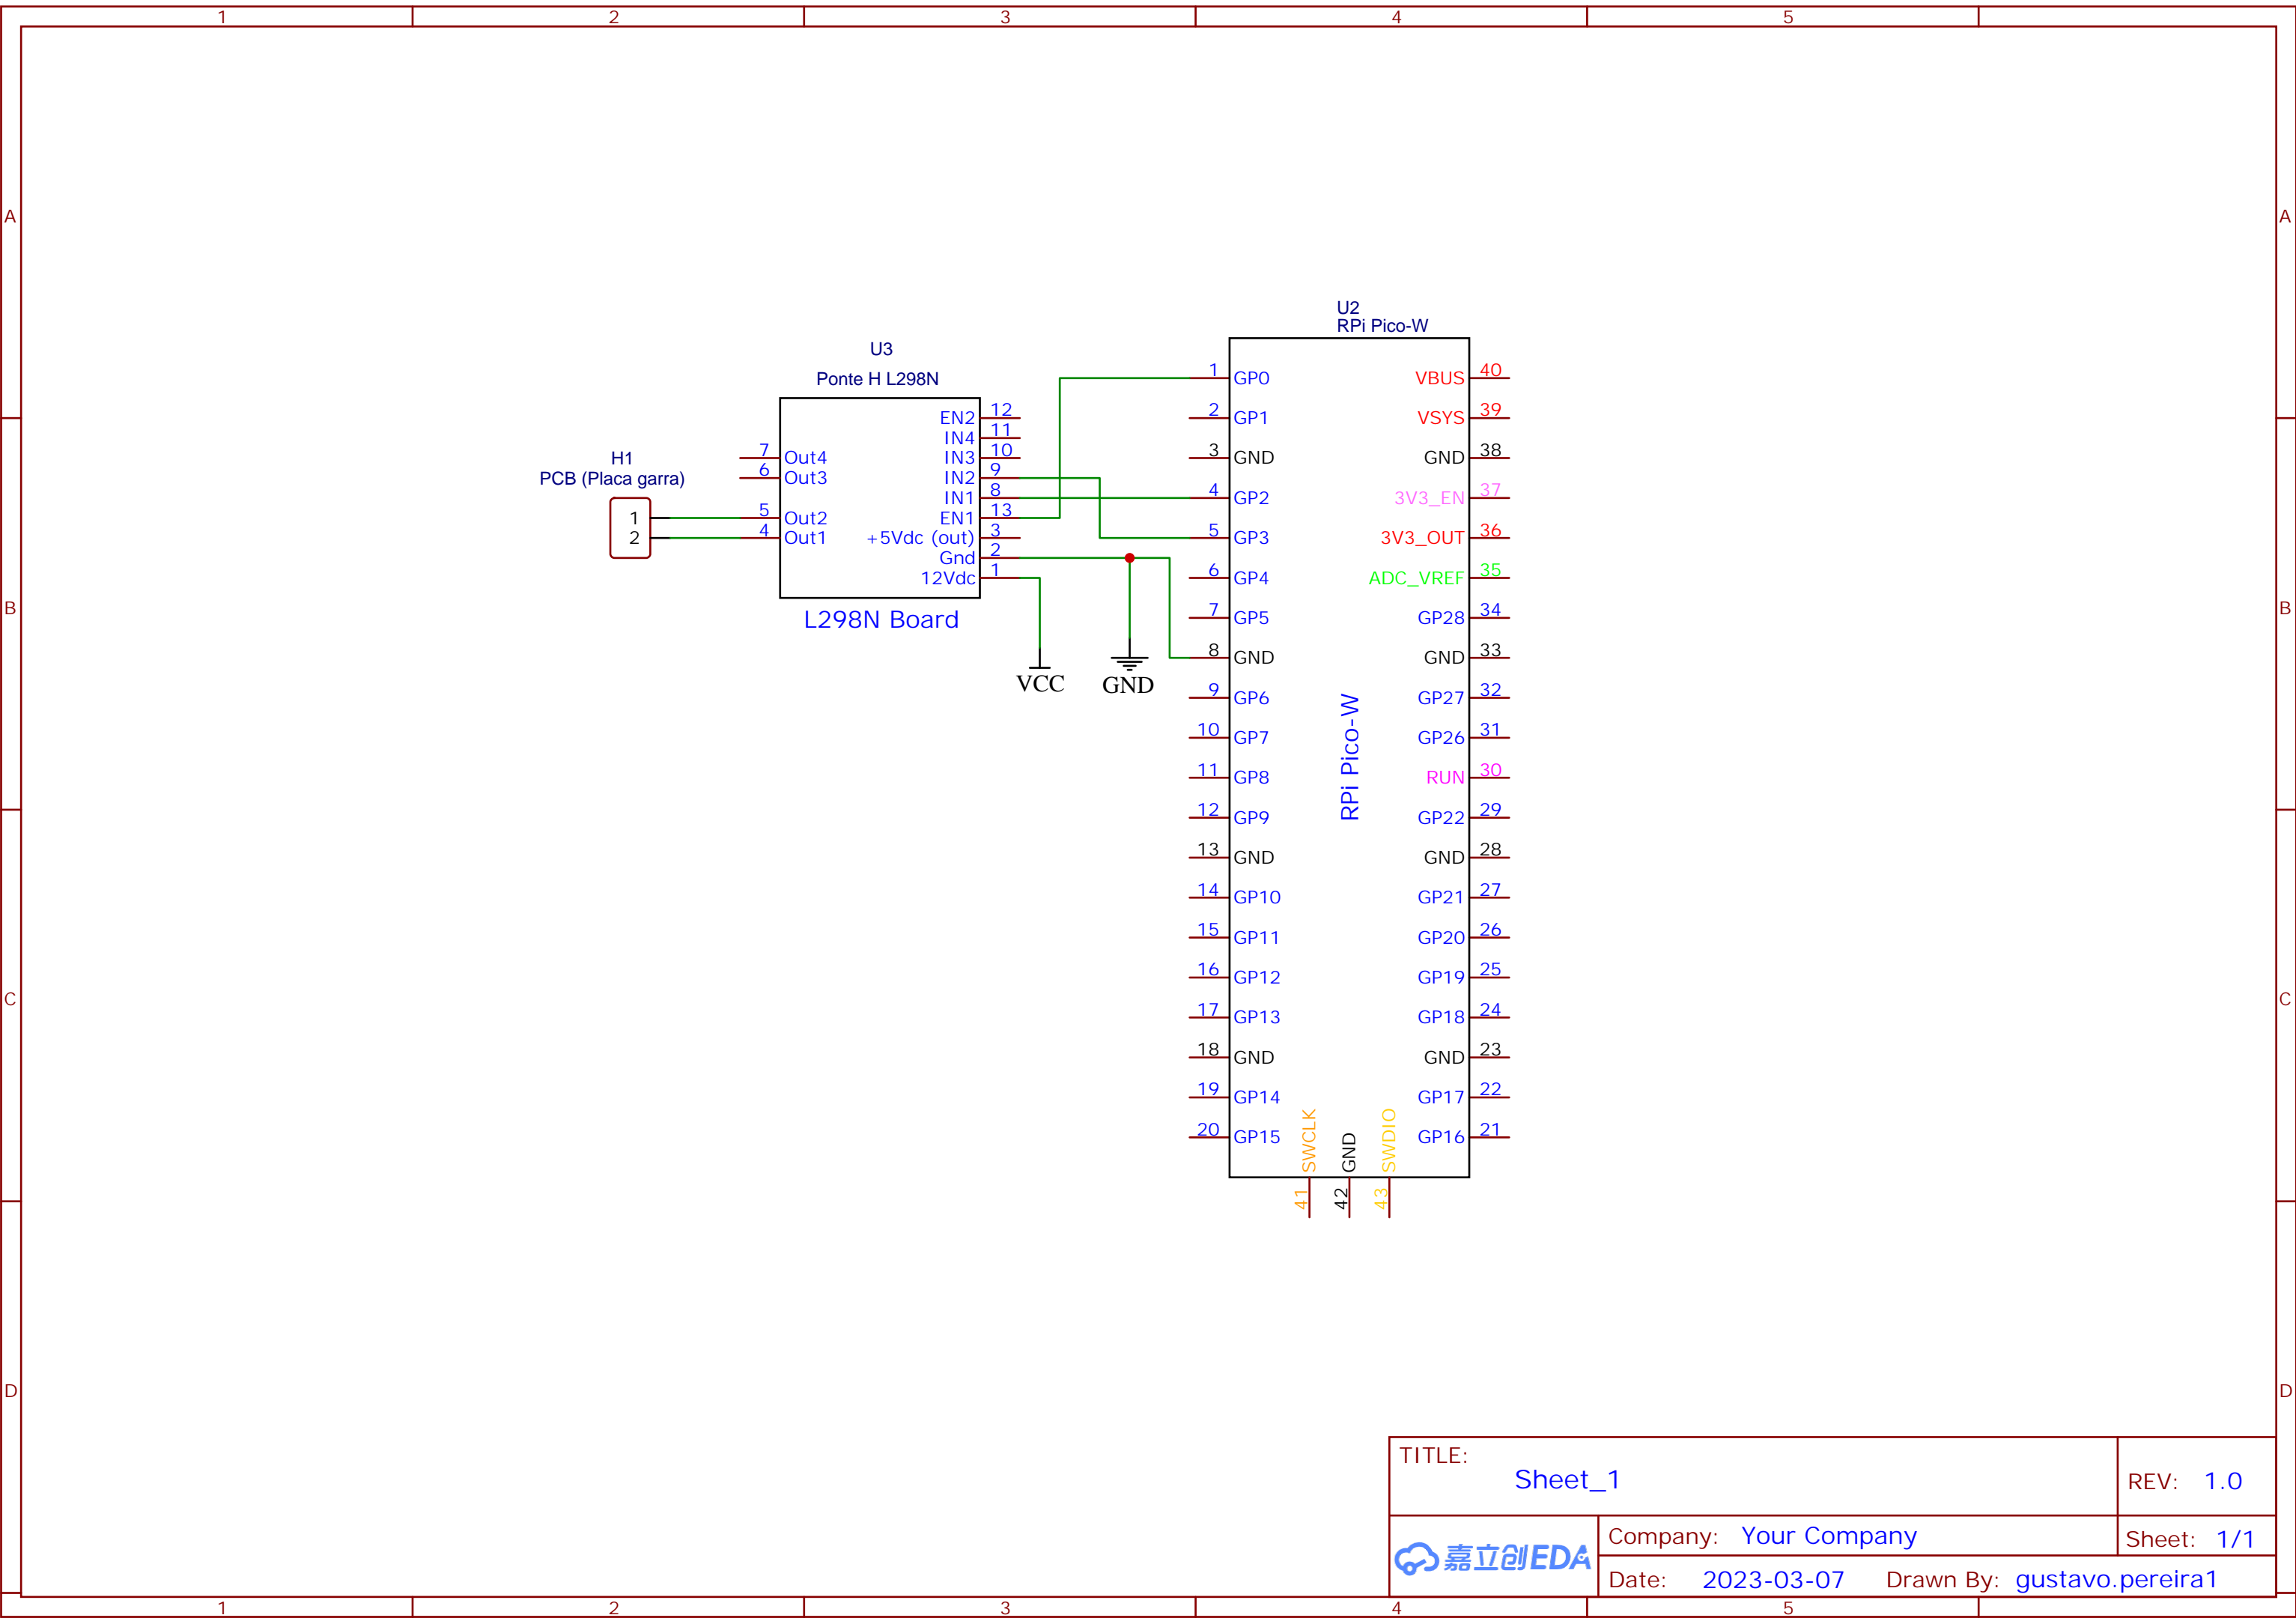 1 2 3 4 5
A A
U2
RPi Pico-W
U3
Ponte H L298N
1 GP0 VBUS 40
EN2 12 2 GP1 VSYS 39
IN4 11
7 Out4 IN3 10 3 GND GND 38
H1
PCB (Placa garra)
6 Out3 IN2 9
IN1 8 4 GP2 3V3_EN 37
1 5 Out2 EN1 13
2 4 Out1 +5Vdc (out) 3 5 GP3 3V3_OUT 36
Gnd 2
12Vdc 1 6 GP4 ADC_VREF 35
B B
L298N Board 7 GP5 GP28 34
8 GND GND 33
VCC GND
9 GP6 GP27 32
10 GP7 GP26 31
RPi Pico-W
11 GP8 RUN 30
12 GP9 GP22 29
13 GND GND 28
14 GP10 GP21 27
15 GP11 GP20 26
16 GP12 GP19 25
C C
17 GP13 GP18 24
18 GND GND 23
19 GP14 GP17 22
20 GP15 GP16 21
SWCLK GND SWDIO
41 42 43
D D
TITLE:
Sheet_1
REV: 1.0
嘉立创EDA
Company: Your Company
Sheet: 1/1
Date: 2023-03-07 Drawn By: gustavo.pereira1
1 2 3 4 5